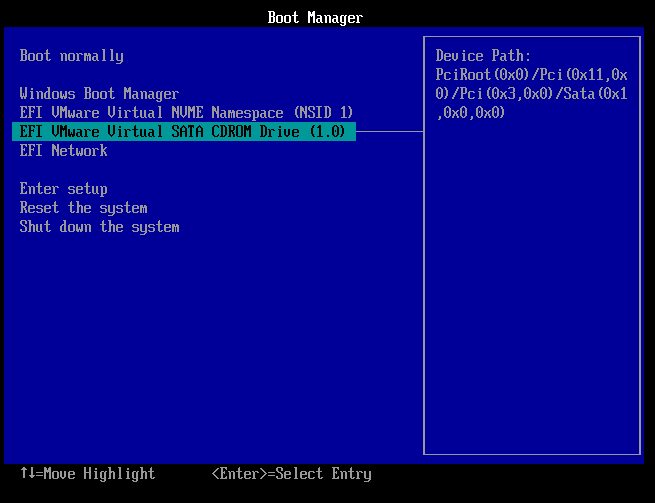 Boot Manager
Boot normally
Windows Boot Manager
EFI VMware Virtual NVME Namespace (NSID 1)
EFI VMware Virtual SATA CDROM Drive (1.0)
EFI Network
Enter setup
Reset the system
Shut down the system
Device Path:
PciRoot(0x0)/Pci(0x11,0x
0)/Pci(0x3,0x0)/Sata(0x1
,0x0,0x0)
↑↓=Move Highlight
<Enter>=Select Entry